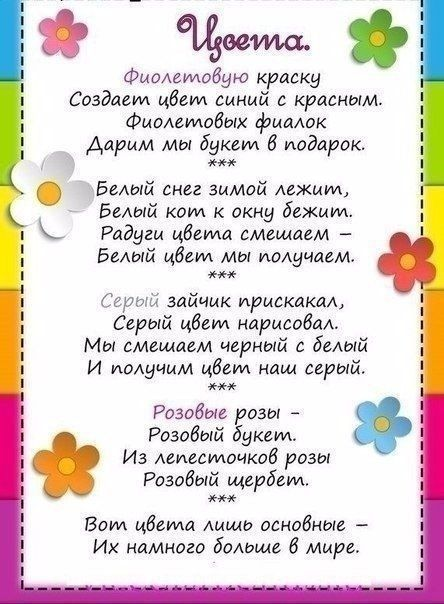 Цвета.
Фиолетовую краску
Создает цвет синий с красным.
Фиолетовых фиалок
Дарим мы букет в подарок.
***
Белый снег зимой лежит,
Белый кот к окну бежит.
Радуги цвета смешаем –
Белый цвет мы получаем.
***
Серый зайчик прискакал,
Серый цвет нарисовал.
Мы смешаем черный с белый
И получим цвет наш серый.
***
Розовые розы -
Розовый букет.
Из лепесточков розы
Розовый щербет.
***
Вот цвета лишь основные –
Их намного больше в мире.